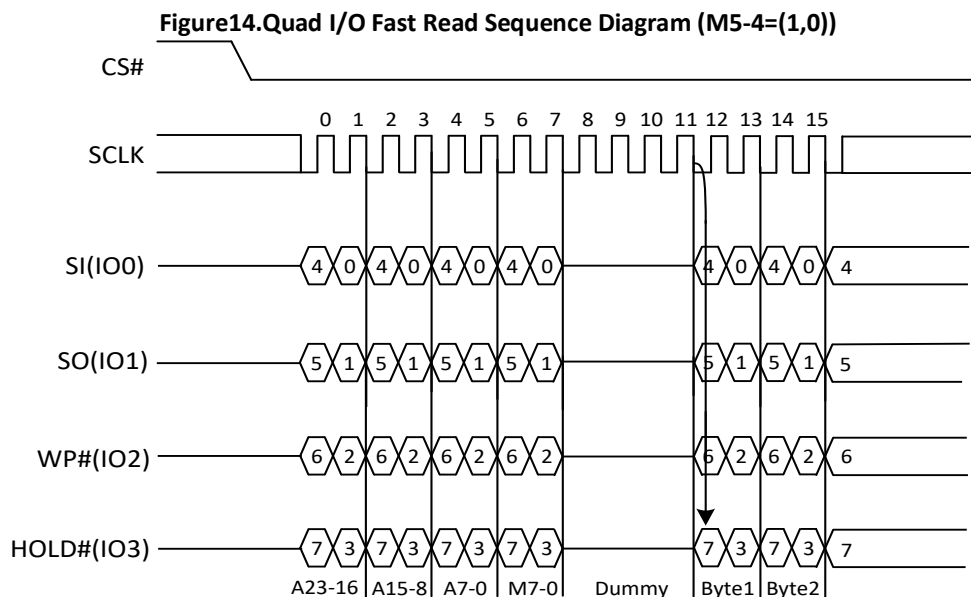 Figure14.Quad I/O Fast Read Sequence Diagram (M5-4=(1,0))
CS#
0 1 2 3 4 5 6 7 8 9 10 11 12 13 14 15
SCLK
SI(IO0) 4 0 4 0 4 0 4 0 4 0 4 0 4
SO(IO1) 5 1 5 1 5 1 5 1 5 1 5 1 5
WP#(IO2) 6 2 6 2 6 2 6 2 6 2 6 2 6
HOLD#(IO3) 7 3 7 3 7 3 7 3 7 3 7 3 7
A23-16 A15-8 A7-0 M7-0 Dummy Byte1 Byte2